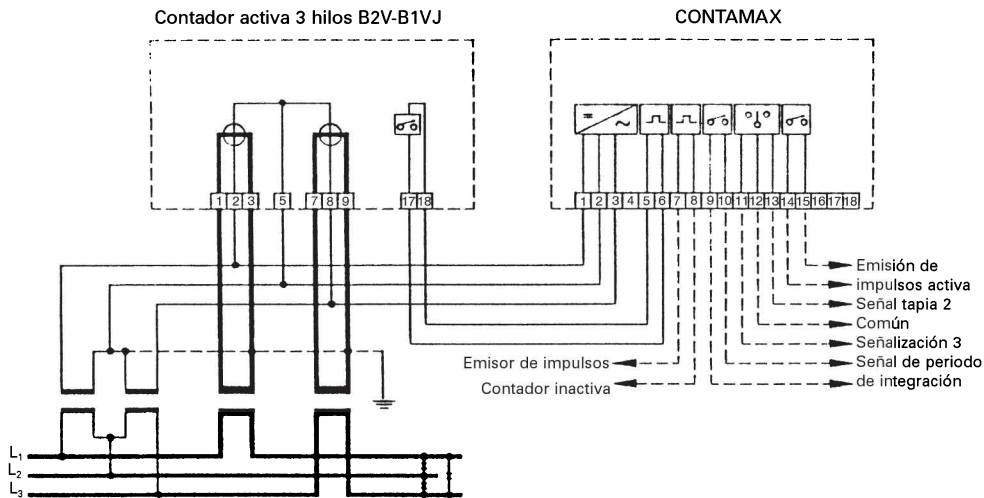 Contador activa 3 hilos B2V-B1VJ
CONTAMAX
= ~
1 2 3 5 7 8 9 17 18
1 2 3 4 5 6 7 8 9 10 11 12 13 14 15 16 17 18
Emisión de
impulsos activa
Señal tapia 2
Común
Señalización 3
Señal de periodo
de integración
Emisor de impulsos
Contador inactiva
L1
L2
L3